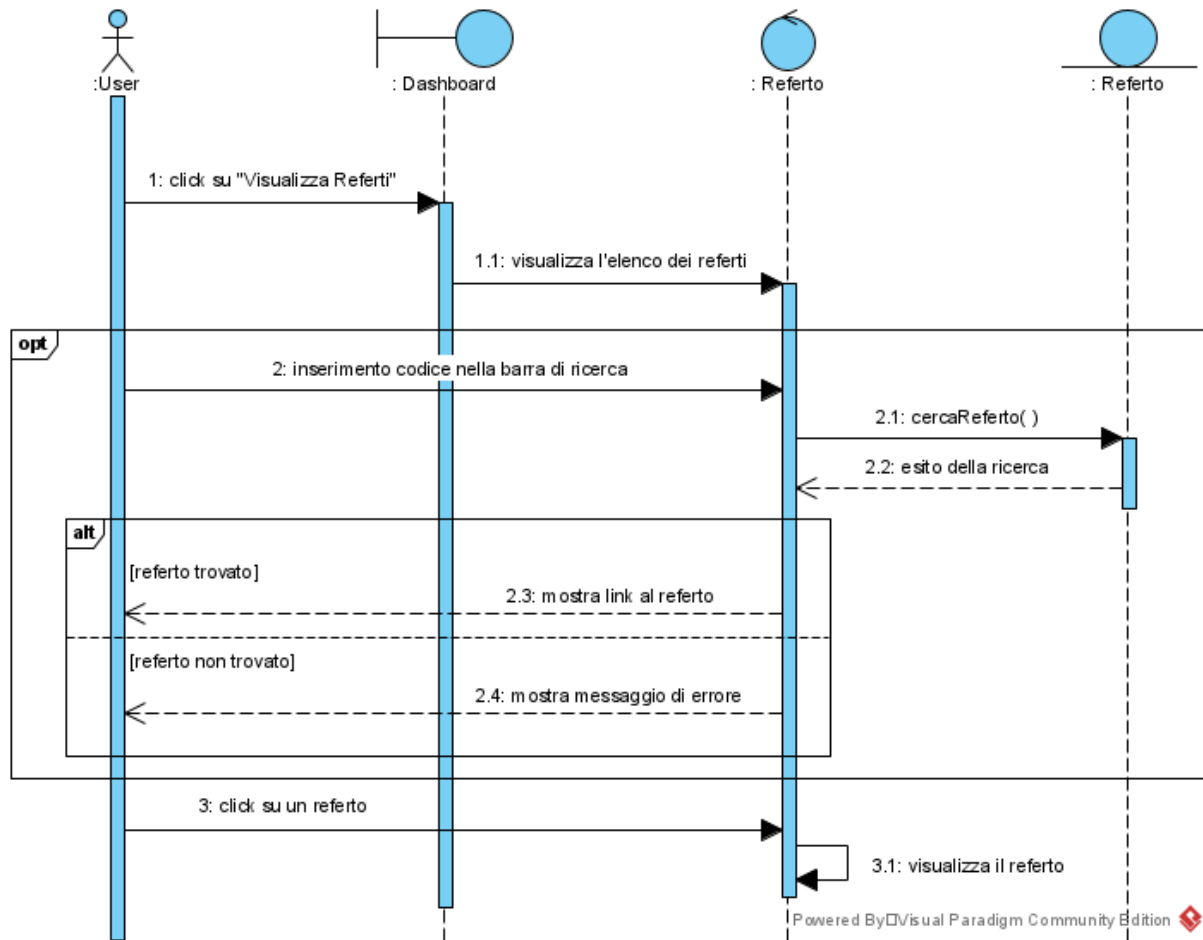 :User
: Dashboard
: Referto
: Referto
1: click su "Visualizza Referti"
1.1: visualizza l'elenco dei referti
opt
2: inserimento codice nella barra di ricerca
2.1: cercaReferto( )
2.2: esito della ricerca
alt
[referto trovato]
2.3: mostra link al referto
[referto non trovato]
2.4: mostra messaggio di errore
3: click su un referto
3.1: visualizza il referto
Powered By□Visual Paradigm Community Edition